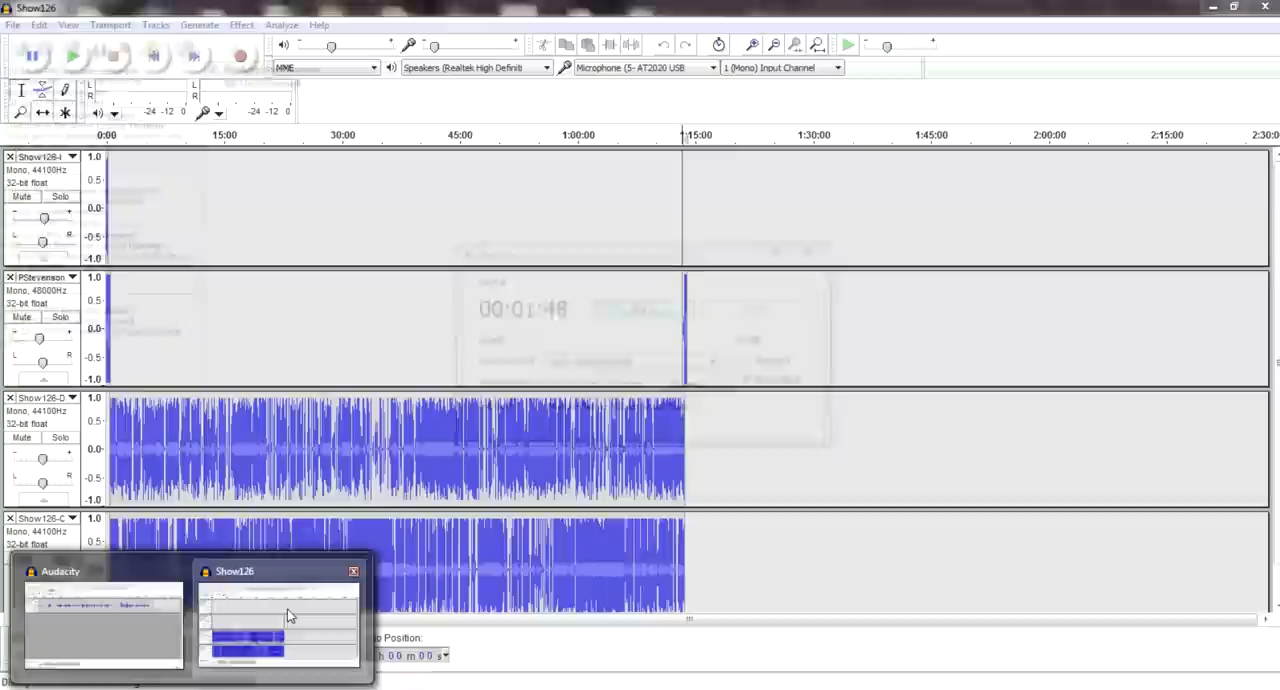 Show126
File Edit View Transport Tracks Generate Effect Analyze Help
MME Speakers (Realtek High Definiti Microphone (5- AT2020 USB 1 (Mono) Input Channel
L R -24 -12 0 L R -24 -12 0
0:00 15:00 30:00 45:00 1:00:00 1:15:00 1:30:00 1:45:00 2:00:00 2:15:00 2:30:0
Show126-I 1.0
Mono, 44100Hz
32-bit float 0.5
Mute Solo
- + 0.0
L R -0.5
-1.0
PStevenson 1.0
Mono, 48000Hz
32-bit float 0.5
Mute Solo
- + 0.0
L R -0.5
-1.0
Show126-D 1.0
Mono, 44100Hz
32-bit float 0.5
Mute Solo 0.0
- +
L R -0.5
-1.0
Show126-C 1.0
Mono, 44100Hz
32-bit float 0.5
00:01:48
Audacity Show126
o Position:
h 00 m 00 s